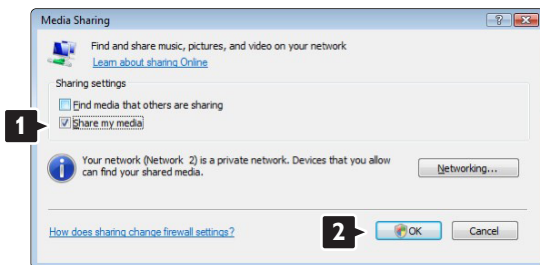 Media Sharing
Find and share music, pictures, and video on your network
Learn about sharing Online
Sharing settings
Find media that others are sharing
1
Share my media
Your network (Network 2) is a private network. Devices that you allow
can find your shared media.
Networking...
How does sharing change firewall settings?
2
OK
Cancel